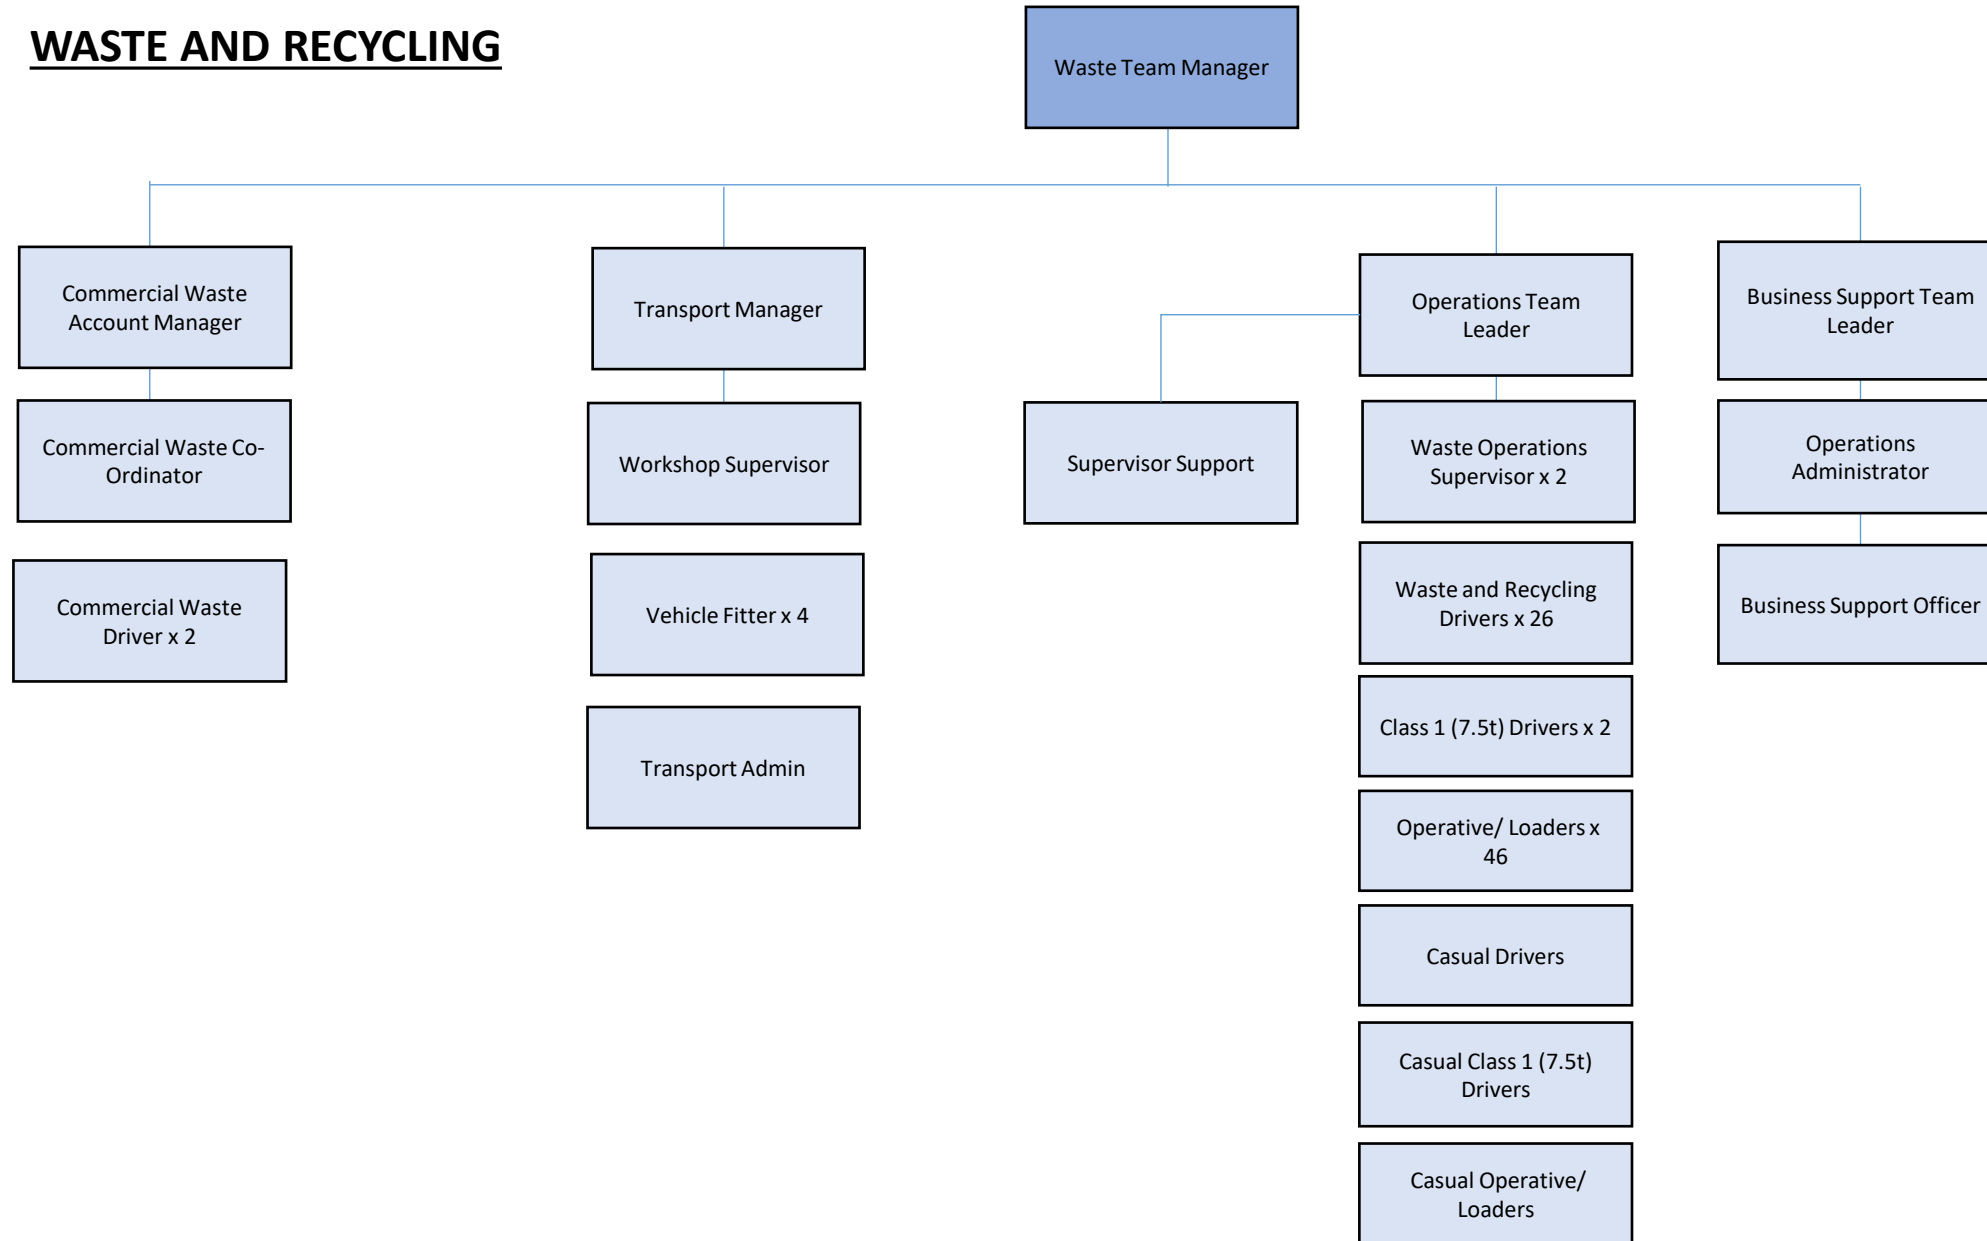 WASTE AND RECYCLING
Waste Team Manager
Commercial Waste
Account Manager
Transport Manager
Operations Team
Leader
Business Support Team
Leader
Commercial Waste Co-
Ordinator
Workshop Supervisor
Supervisor Support
Waste Operations
Supervisor x 2
Operations
Administrator
Commercial Waste
Driver x 2
Vehicle Fitter x 4
Waste and Recycling
Drivers x 26
Business Support Officer
Transport Admin
Class 1 (7.5t) Drivers x 2
Operative/ Loaders x
46
Casual Drivers
Casual Class 1 (7.5t)
Drivers
Casual Operative/
Loaders